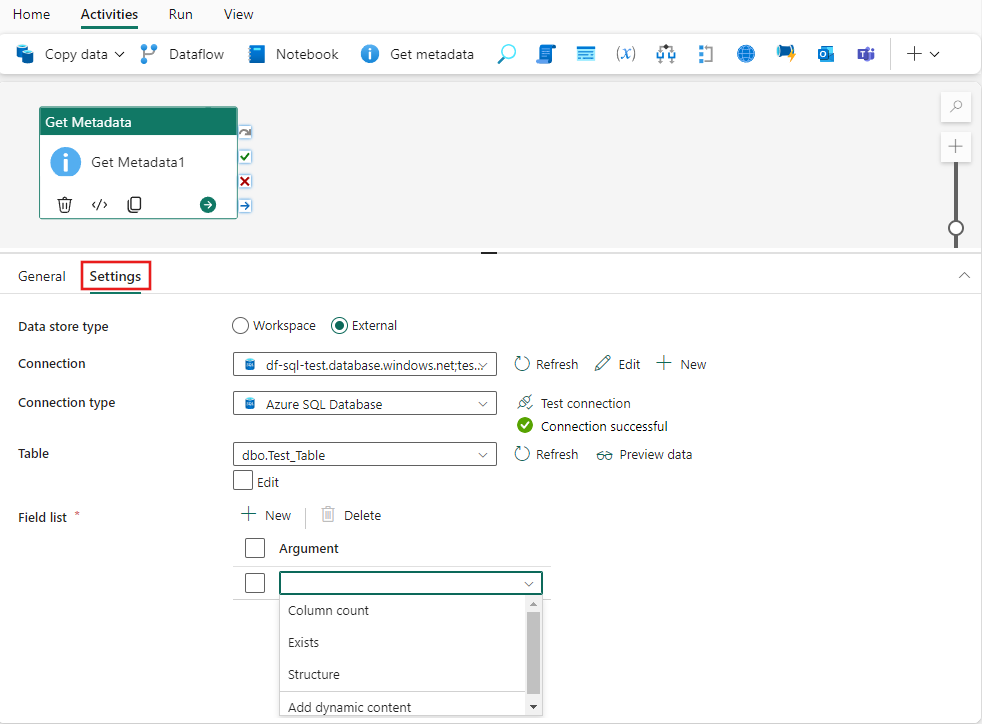 Home Activities Run View
Copy data Dataflow Notebook Get metadata (x)
Get Metadata
Get Metadata1
General Settings
Data store type Workspace External
Connection df-sql-test.database.windows.net;tes... Refresh Edit New
Connection type Azure SQL Database Test connection
Connection successful
Table dbo.Test_Table Refresh Preview data
Edit
Field list * New Delete
Argument
Column count
Exists
Structure
Add dynamic content